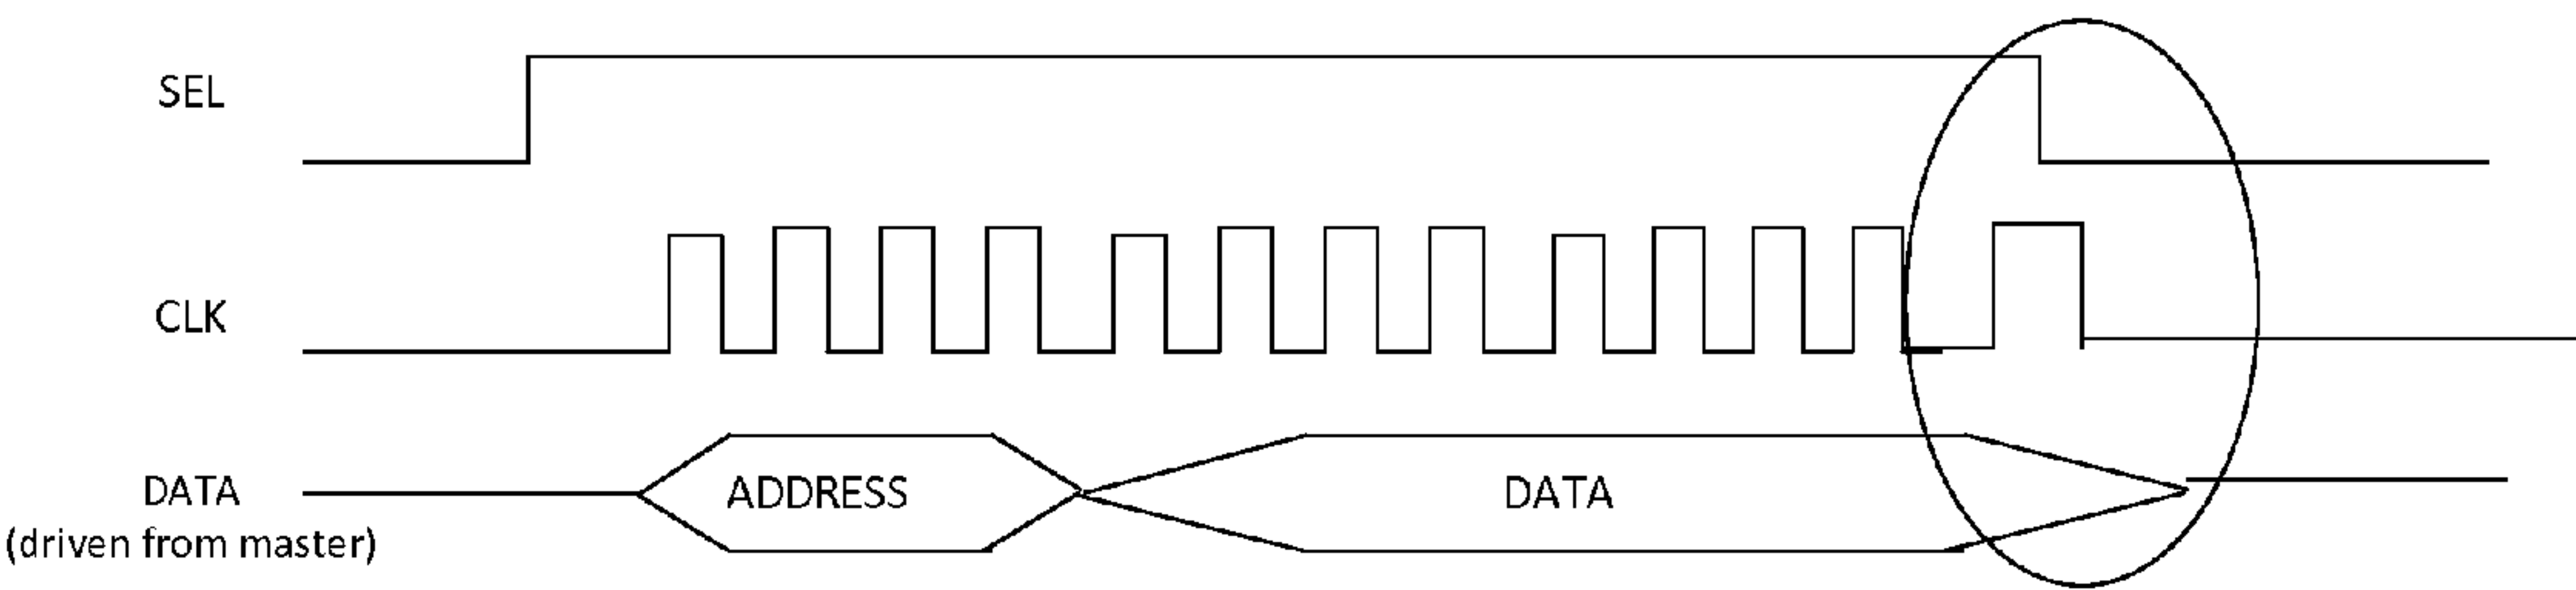 SEL
CLK
DATA
(driven from master)
ADDRESS
DATA